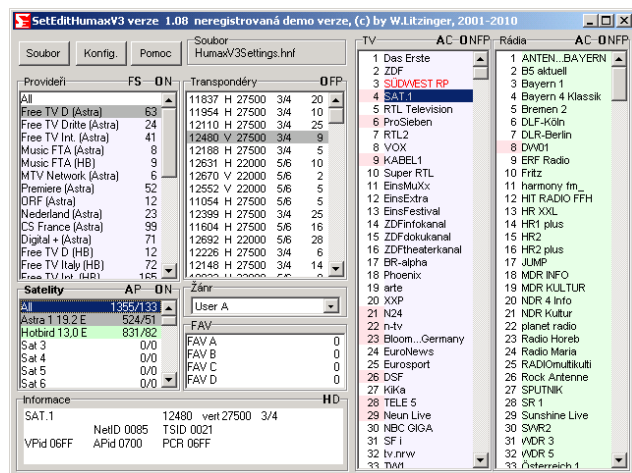 SetEditHumaxV3 verze 1.08 neregistrovaná demo verze, (c) by W.Litzinger, 2001-2010
Soubor
Konfig.
Pomoc
Soubor
HumaxV3Settings.hnf
Provideři FS ON
All
Free TV D (Astra) 63
Free TV Dritte (Astra) 24
Free TV Int. (Astra) 41
Music FTA (Astra) 8
Music FTA (HB) 9
MTV Network (Astra) 6
Premiere (Astra) 52
ORF (Astra) 12
Nederland (Astra) 23
CS France (Astra) 99
Digital + (Astra) 71
Free TV D (HB) 12
Free TV Italy (HB) 72
Free TV Int. (HB) 165
Transpondéry OFP
11837 H 27500 3/4 20
11954 H 27500 3/4 10
12110 H 27500 3/4 25
12480 V 27500 3/4 9
12188 H 27500 3/4 5
12631 H 22000 5/6 10
12670 V 22000 5/6 2
12552 V 22000 5/6 5
11054 H 27500 5/6 5
12399 H 27500 3/4 25
11604 H 27500 5/6 16
12692 H 22000 5/6 28
12226 H 27500 3/4 6
12148 H 27500 3/4 14
Satelity AP ON
All 1355/133
Astra 1 19.2 E 524/51
Hotbird 13,0 E 831/82
Sat 3 0/0
Sat 4 0/0
Sat 5 0/0
Sat 6 0/0
Žánr
User A
FAV
FAV A 0
FAV B 0
FAV C 0
FAV D 0
Informace HD
SAT.1 12480 vert 27500 3/4
NetID 0085 TSID 0021
VPid 06FF APid 0700 PCR 06FF
TV AC ONFP
1 Das Erste
2 ZDF
3 SÜDWEST RP
4 SAT.1
5 RTL Television
6 ProSieben
7 RTL2
8 VOX
9 KABEL1
10 Super RTL
11 EinsMuXx
12 EinsExtra
13 EinsFestival
14 ZDFinfokanal
15 ZDFdokukanal
16 ZDFtheaterkanal
17 BR-alpha
18 Phoenix
19 arte
20 XXP
21 N24
22 n-tv
23 Bloom...Germany
24 EuroNews
25 Eurosport
26 DSF
27 KiKa
28 TELE 5
29 Neun Live
30 NBC GIGA
31 SF i
32 tv.nrw
33 TW1
Rádia AC ONFP
1 ANTEN...BAYERN
2 B5 aktuell
3 Bayern 1
4 Bayern 4 Klassik
5 Bremen 2
6 DLF-Köln
7 DLR-Berlin
8 DW01
9 ERF Radio
10 Fritz
11 harmony fm_
12 HIT RADIO FFH
13 HR XXL
14 HR1 plus
15 HR2
16 HR2 plus
17 JUMP
18 MDR INFO
19 MDR KULTUR
20 NDR 4 Info
21 NDR Kultur
22 planet radio
23 Radio Horeb
24 Radio Maria
25 RADIOmultikulti
26 Rock Antenne
27 SPUTNIK
28 SR 1
29 Sunshine Live
30 SWR2
31 WDR 3
32 WDR 5
33 Österreich 1